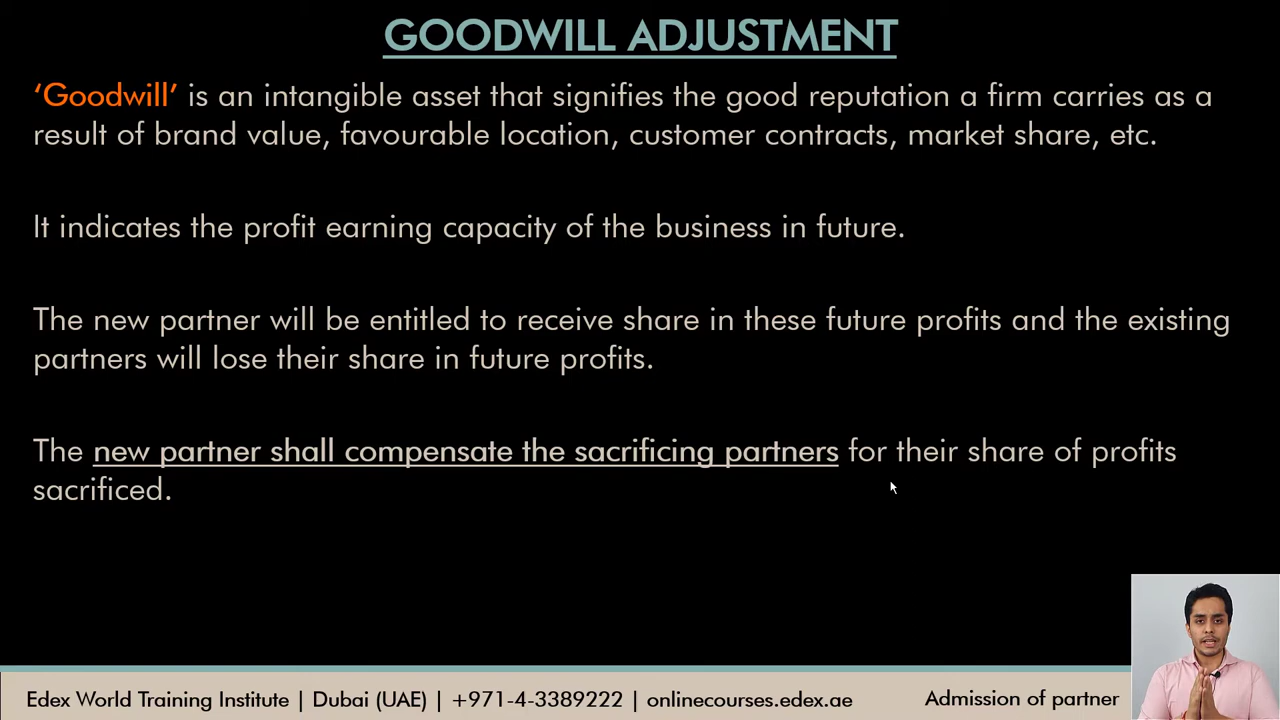 GOODWILL ADJUSTMENT
‘Goodwill’ is an intangible asset that signifies the good reputation a firm carries as a
result of brand value, favourable location, customer contracts, market share, etc.
It indicates the profit earning capacity of the business in future.
The new partner will be entitled to receive share in these future profits and the existing
partners will lose their share in future profits.
The new partner shall compensate the sacrificing partners for their share of profits
sacrificed.
Edex World Training Institute | Dubai (UAE) | +971-4-3389222 | onlinecourses.edex.ae
Admission of partner